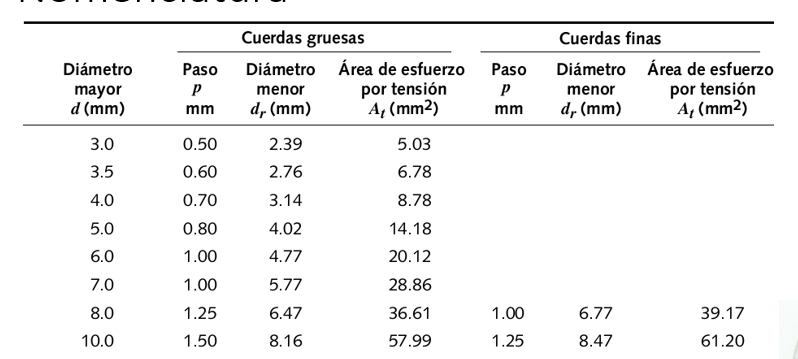 Nomenclatura
Cuerdas gruesas Cuerdas finas
Diámetro Paso Diámetro Área de esfuerzo Paso Diámetro Área de esfuerzo
mayor p menor por tensión p menor por tensión
d (mm) mm dr (mm) At (mm2) mm dr (mm) At (mm2)
3.0 0.50 2.39 5.03
3.5 0.60 2.76 6.78
4.0 0.70 3.14 8.78
5.0 0.80 4.02 14.18
6.0 1.00 4.77 20.12
7.0 1.00 5.77 28.86
8.0 1.25 6.47 36.61 1.00 6.77 39.17
10.0 1.50 8.16 57.99 1.25 8.47 61.20